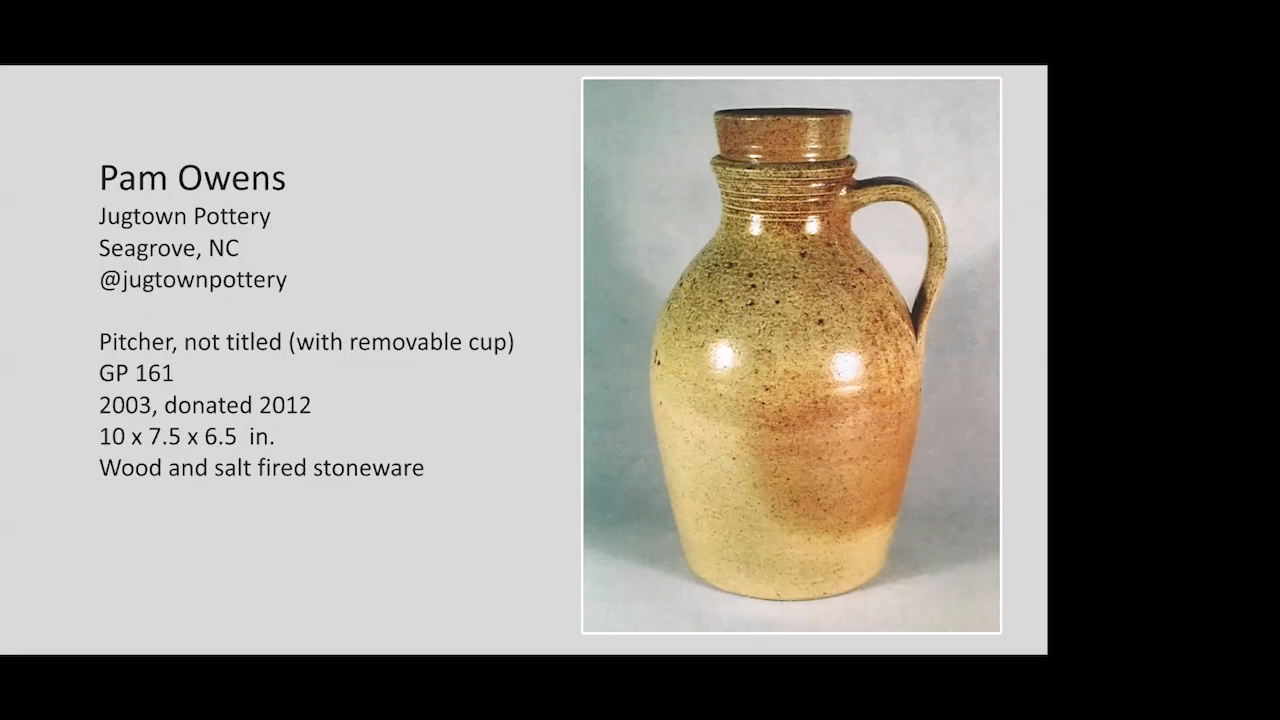 Pam Owens
Jugtown Pottery
Seagrove, NC
@jugtownpottery
Pitcher, not titled (with removable cup)
GP 161
2003, donated 2012
10 x 7.5 x 6.5  in.
Wood and salt fired stoneware